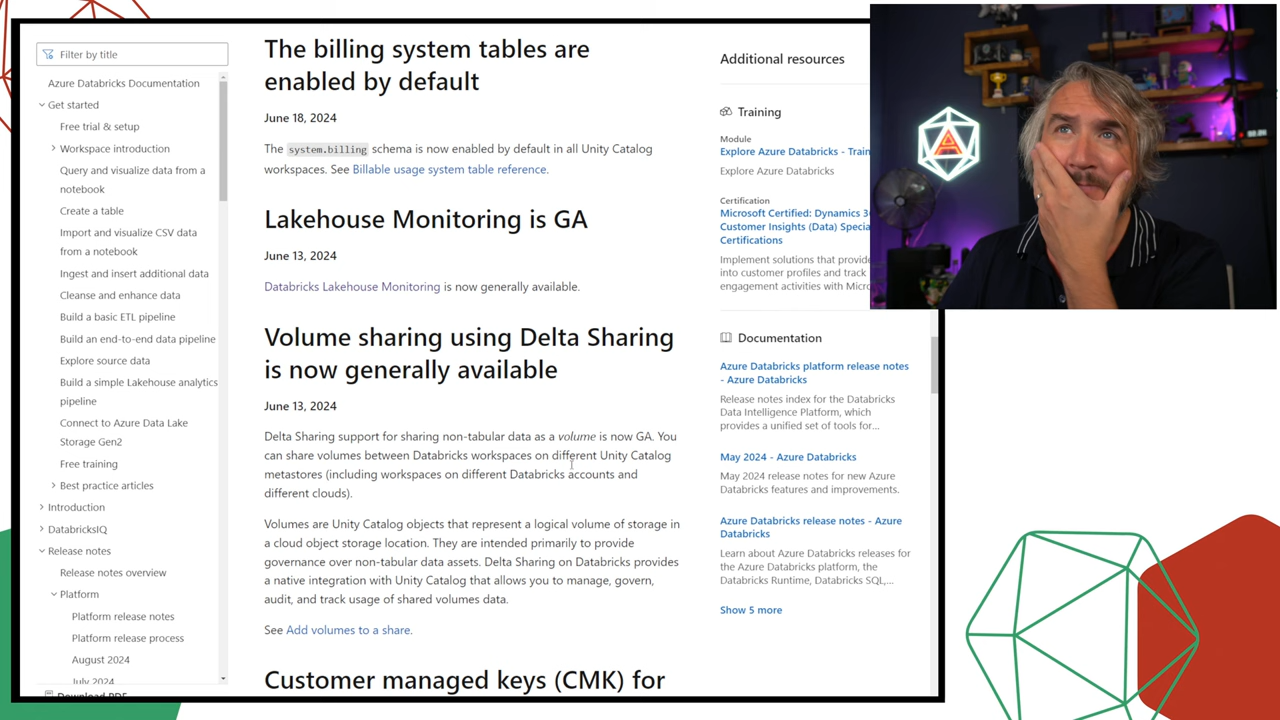 Filter by title
Azure Databricks Documentation
Get started
Free trial & setup
Workspace introduction
Query and visualize data from a
notebook
Create a table
Import and visualize CSV data
from a notebook
Ingest and insert additional data
Cleanse and enhance data
Build a basic ETL pipeline
Build an end-to-end data pipeline
Explore source data
Build a simple Lakehouse analytics
pipeline
Connect to Azure Data Lake
Storage Gen2
Free training
Best practice articles
Introduction
DatabricksIQ
Release notes
Release notes overview
Platform
Platform release notes
Platform release process
August 2024
July 2024
Download PDF
The billing system tables are
enabled by default
June 18, 2024
The system.billing schema is now enabled by default in all Unity Catalog
workspaces. See Billable usage system table reference.
Lakehouse Monitoring is GA
June 13, 2024
Databricks Lakehouse Monitoring is now generally available.
Volume sharing using Delta Sharing
is now generally available
June 13, 2024
Delta Sharing support for sharing non-tabular data as a volume is now GA. You
can share volumes between Databricks workspaces on different Unity Catalog
metastores (including workspaces on different Databricks accounts and
different clouds).
Volumes are Unity Catalog objects that represent a logical volume of storage in
a cloud object storage location. They are intended primarily to provide
governance over non-tabular data assets. Delta Sharing on Databricks provides
a native integration with Unity Catalog that allows you to manage, govern,
audit, and track usage of shared volumes data.
See Add volumes to a share.
Customer managed keys (CMK) for
Additional resources
Training
Module
Explore Azure Databricks - Train
Explore Azure Databricks
Certification
Microsoft Certified: Dynamics 36
Customer Insights (Data) Specia
Certifications
Implement solutions that provide
into customer profiles and track
engagement activities with Micro
Documentation
Azure Databricks platform release notes
- Azure Databricks
Release notes index for the Databricks
Data Intelligence Platform, which
provides a unified set of tools for...
May 2024 - Azure Databricks
May 2024 release notes for new Azure
Databricks features and improvements.
Azure Databricks release notes - Azure
Databricks
Learn about Azure Databricks releases for
the Azure Databricks platform, the
Databricks Runtime, Databricks SQL,...
Show 5 more